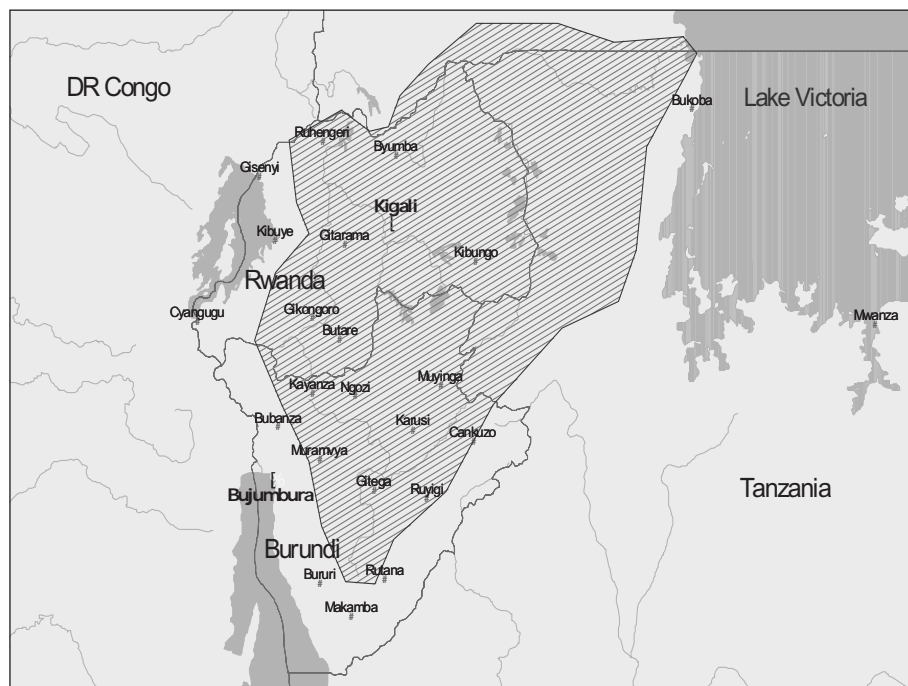 DR Congo
Lake Victoria
Bukoba
Ruhengeri
Byumba
Gisenyi
Kigali
Kibuye
Gitarama
Kibungo
Rwanda
Cyangugu
Gikongoro
Mwanza
Butare
Muyinga
Kayanza
Ngozi
Bubanza
Karusi
Cankuzo
Muramvya
Gitega
Ruyigi
Bujumbura
Tanzania
Burundi
Bururi
Rutana
Makamba